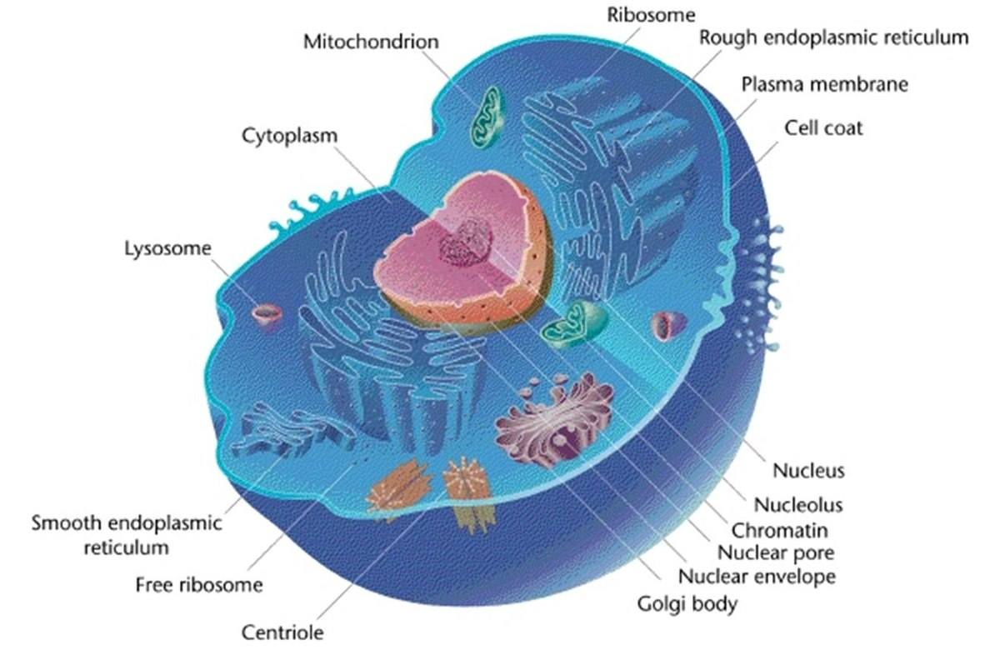 Ribosome
Mitochondrion
Rough endoplasmic reticulum
Plasma membrane
Cell coat
Cytoplasm
Lysosome
Nucleus
Nucleolus
Smooth endoplasmic
reticulum
Chromatin
Nuclear pore
Nuclear envelope
Free ribosome
Golgi body
Centriole